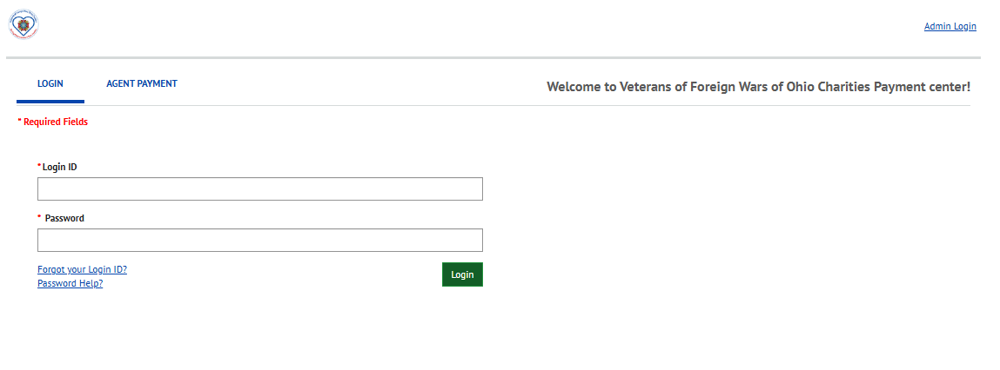 Admin Login
LOGIN
AGENT PAYMENT
Welcome to Veterans of Foreign Wars of Ohio Charities Payment center!
* Required Fields
*Login ID
* Password
Forgot your Login ID?
Login
Password Help?